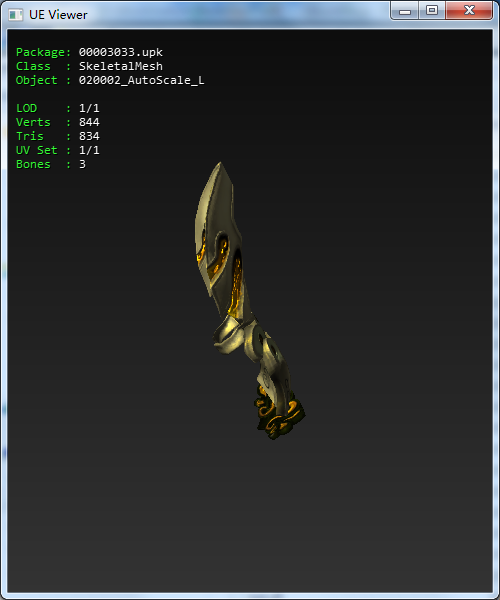 UE Viewer
Package: 00003033.upk
Class : SkeletalMesh
Object : 020002_AutoScale_L
LOD : 1/1
Verts : 844
Tris : 834
UV Set : 1/1
Bones : 3